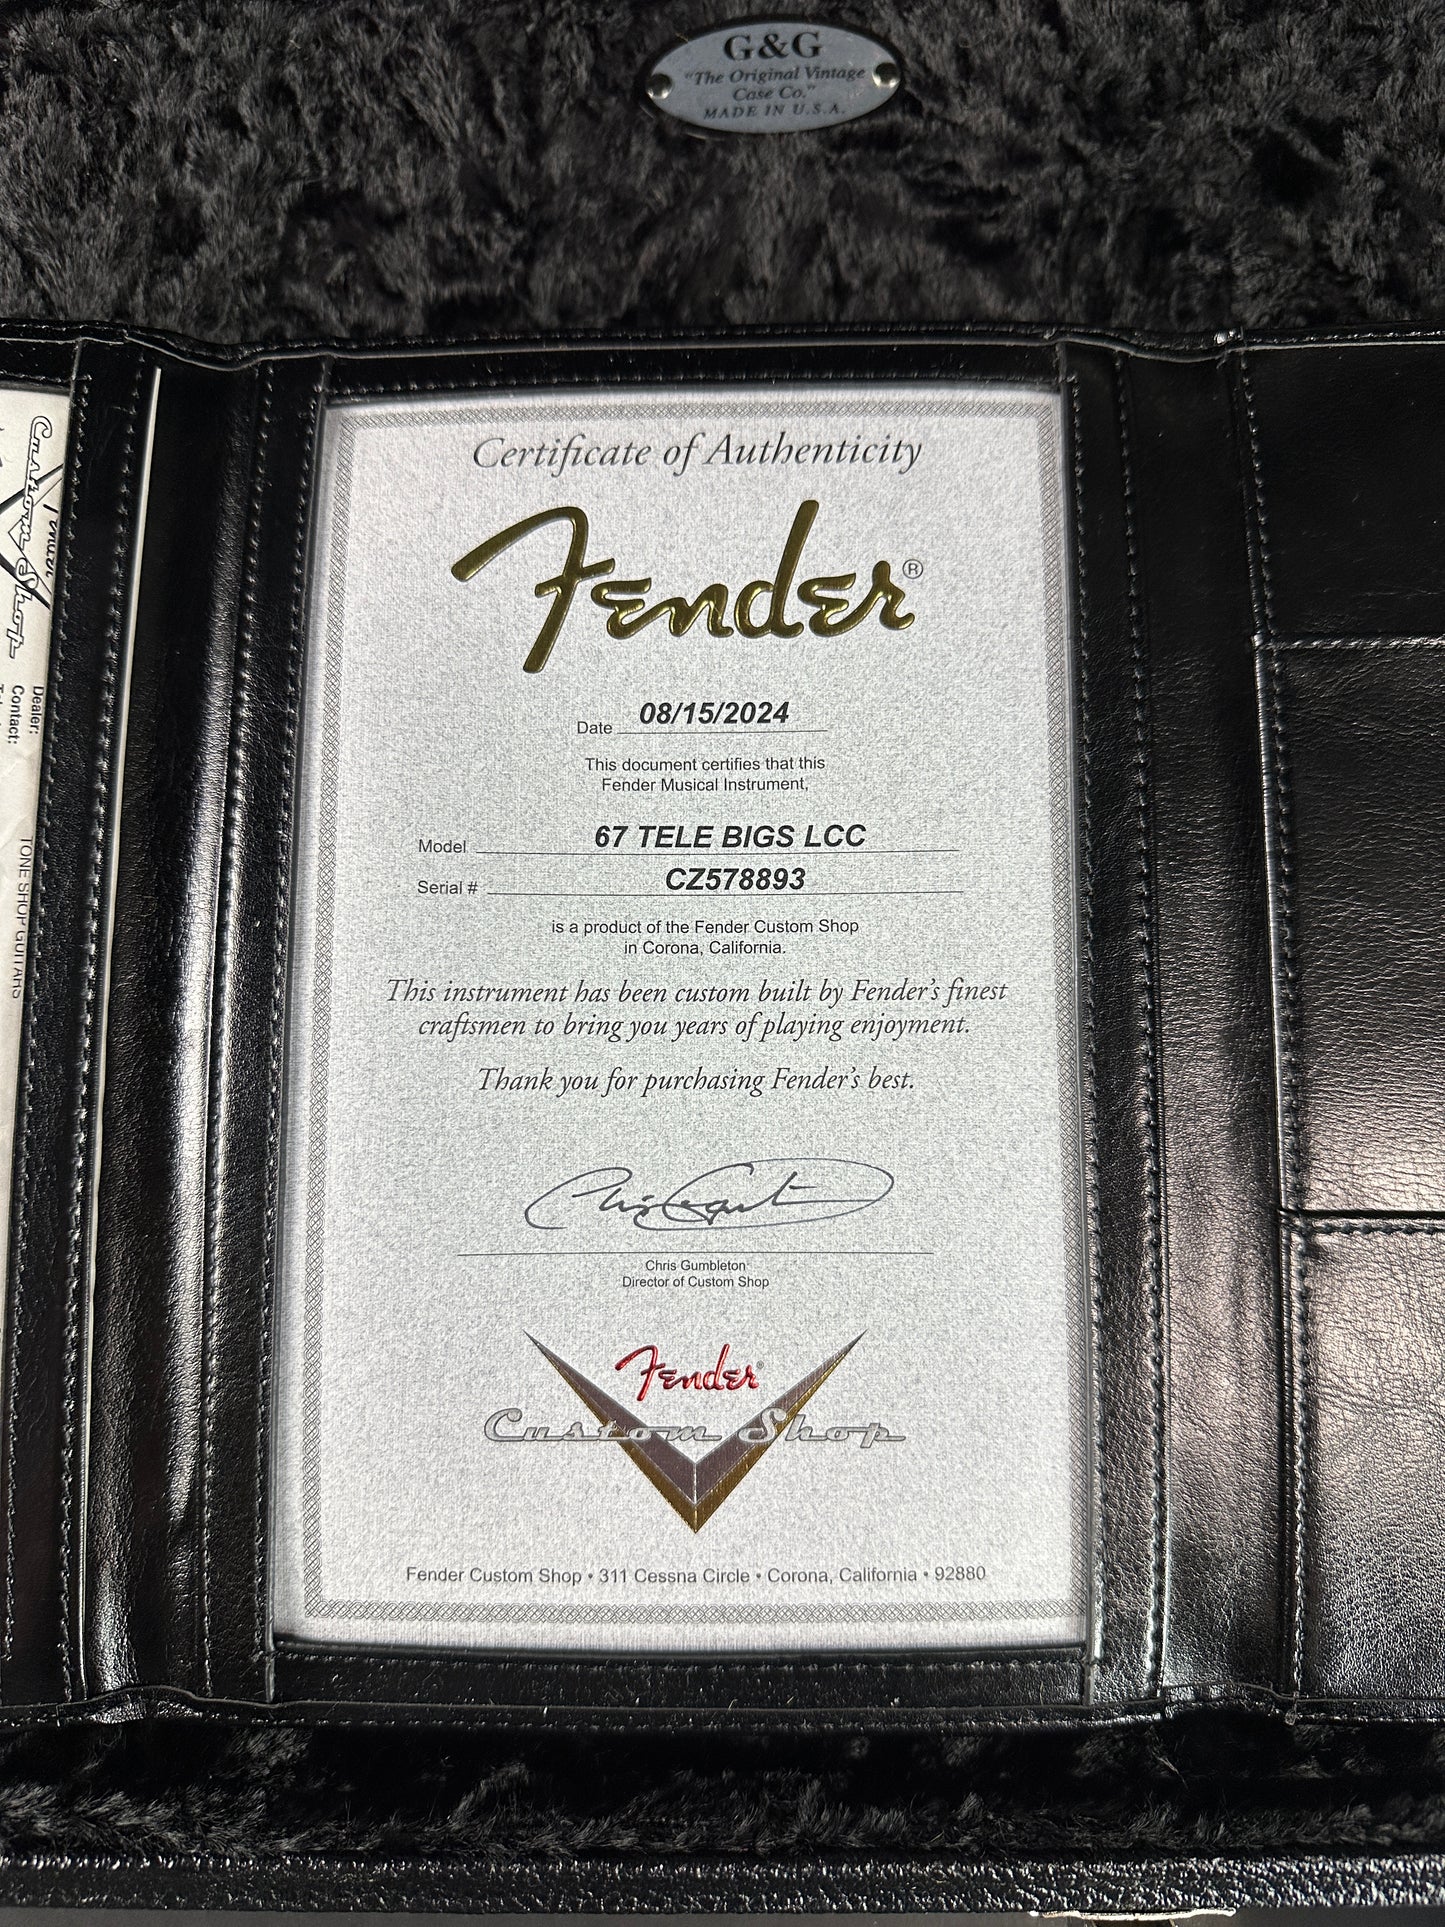 G&G
"The Original Vintage
Case Co."
MADE IN U.S.A.
Custom Shop
Fender
Dealer:
Contact:
TONE SHOP GUITARS
Certificate of Authenticity
Fender®
Date 08/15/2024
This document certifies that this
Fender Musical Instrument,
Model 67 TELE BIGS LCC
Serial # CZ578893
is a product of the Fender Custom Shop
in Corona, California.
This instrument has been custom built by Fender's finest
craftsmen to bring you years of playing enjoyment.
Thank you for purchasing Fender's best.
Chris Gumbleton
Director of Custom Shop
Fender®
Custom Shop
Fender Custom Shop • 311 Cessna Circle • Corona, California • 92880